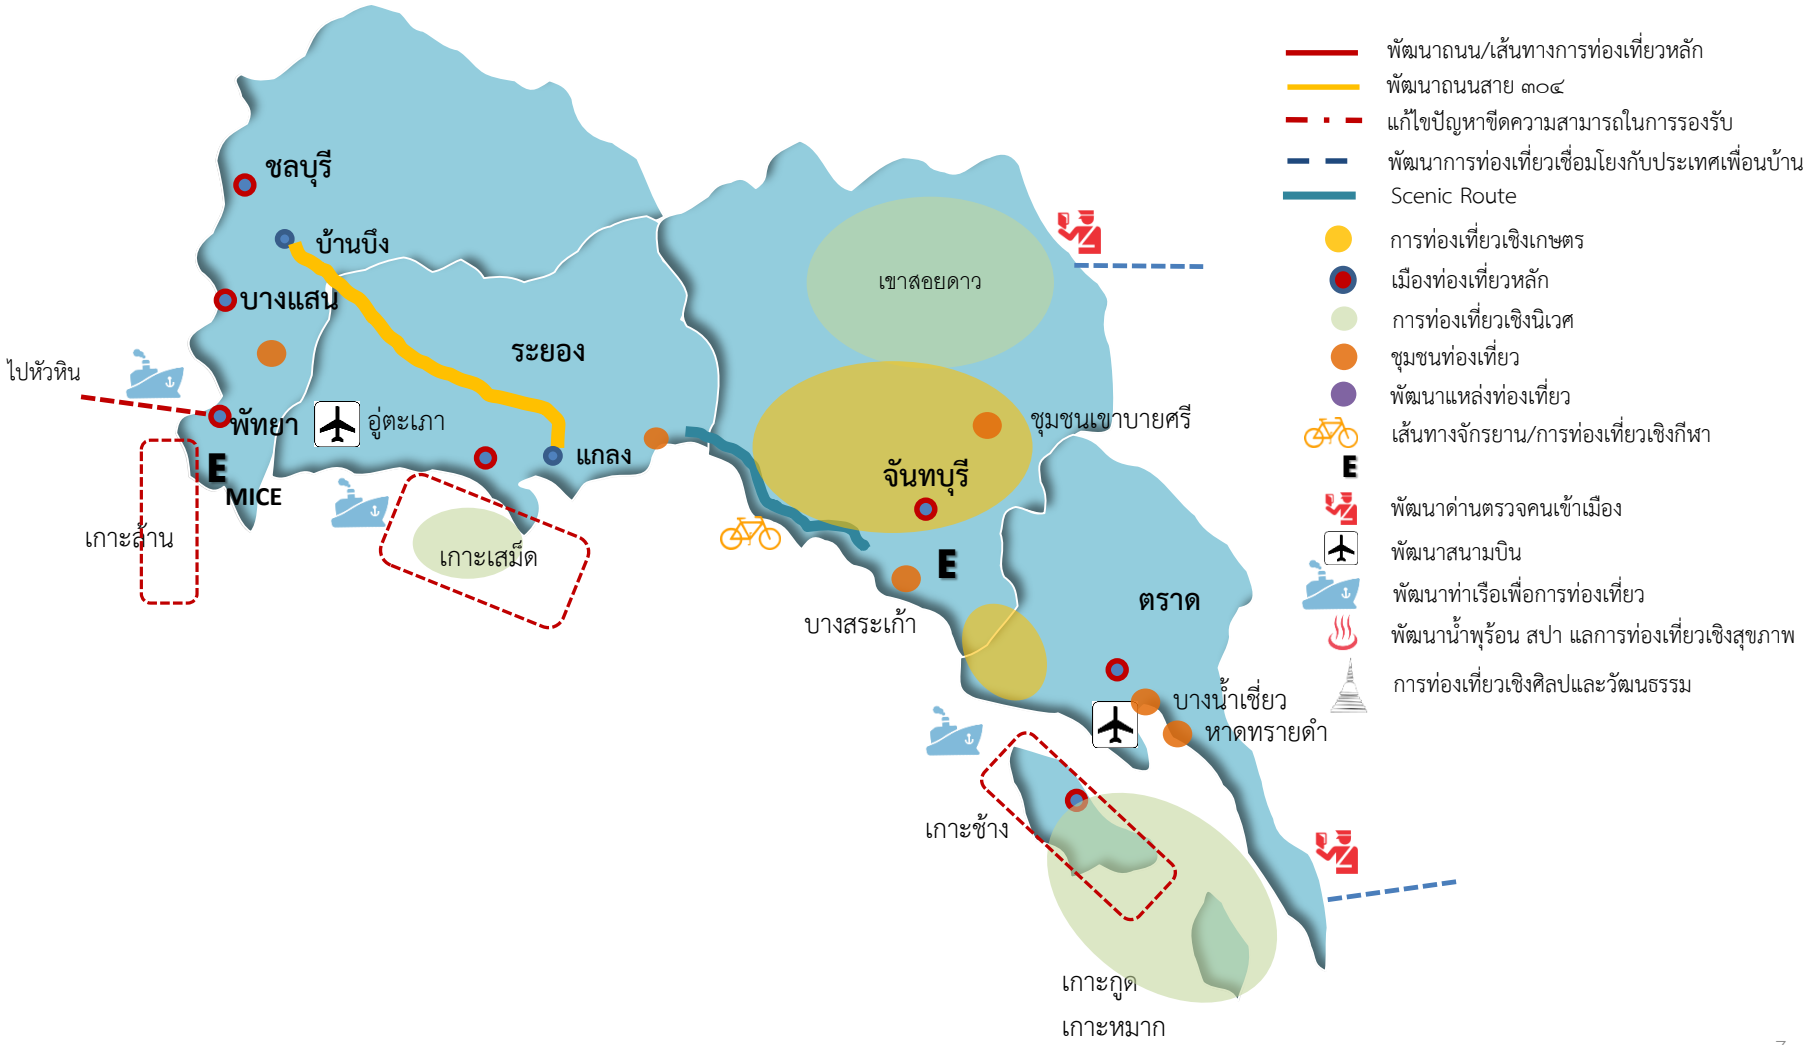 ชลบุรี
บ้านบึง
บางแสน
ระยอง
ไปหัวหิน
พัทยา
อู่ตะเภา
แกลง
E
MICE
เกาะล้าน
เกาะเสม็ด
เขาสอยดาว
ชุมชนเขาบายศรี
จันทบุรี
E
บางสระเก้า
ตราด
บางน้ำเชี่ยว
หาดทรายดำ
เกาะช้าง
เกาะกูด
เกาะหมาก
พัฒนาถนน/เส้นทางการท่องเที่ยวหลัก
พัฒนาถนนสาย ๓๐๔
แก้ไขปัญหาขีดความสามารถในการรองรับ
พัฒนาการท่องเที่ยวเชื่อมโยงกับประเทศเพื่อนบ้าน
Scenic Route
การท่องเที่ยวเชิงเกษตร
เมืองท่องเที่ยวหลัก
การท่องเที่ยวเชิงนิเวศ
ชุมชนท่องเที่ยว
พัฒนาแหล่งท่องเที่ยว
เส้นทางจักรยาน/การท่องเที่ยวเชิงกีฬา
E
พัฒนาด่านตรวจคนเข้าเมือง
พัฒนาสนามบิน
พัฒนาท่าเรือเพื่อการท่องเที่ยว
พัฒนาน้ำพุร้อน สปา แลการท่องเที่ยวเชิงสุขภาพ
การท่องเที่ยวเชิงศิลปและวัฒนธรรม